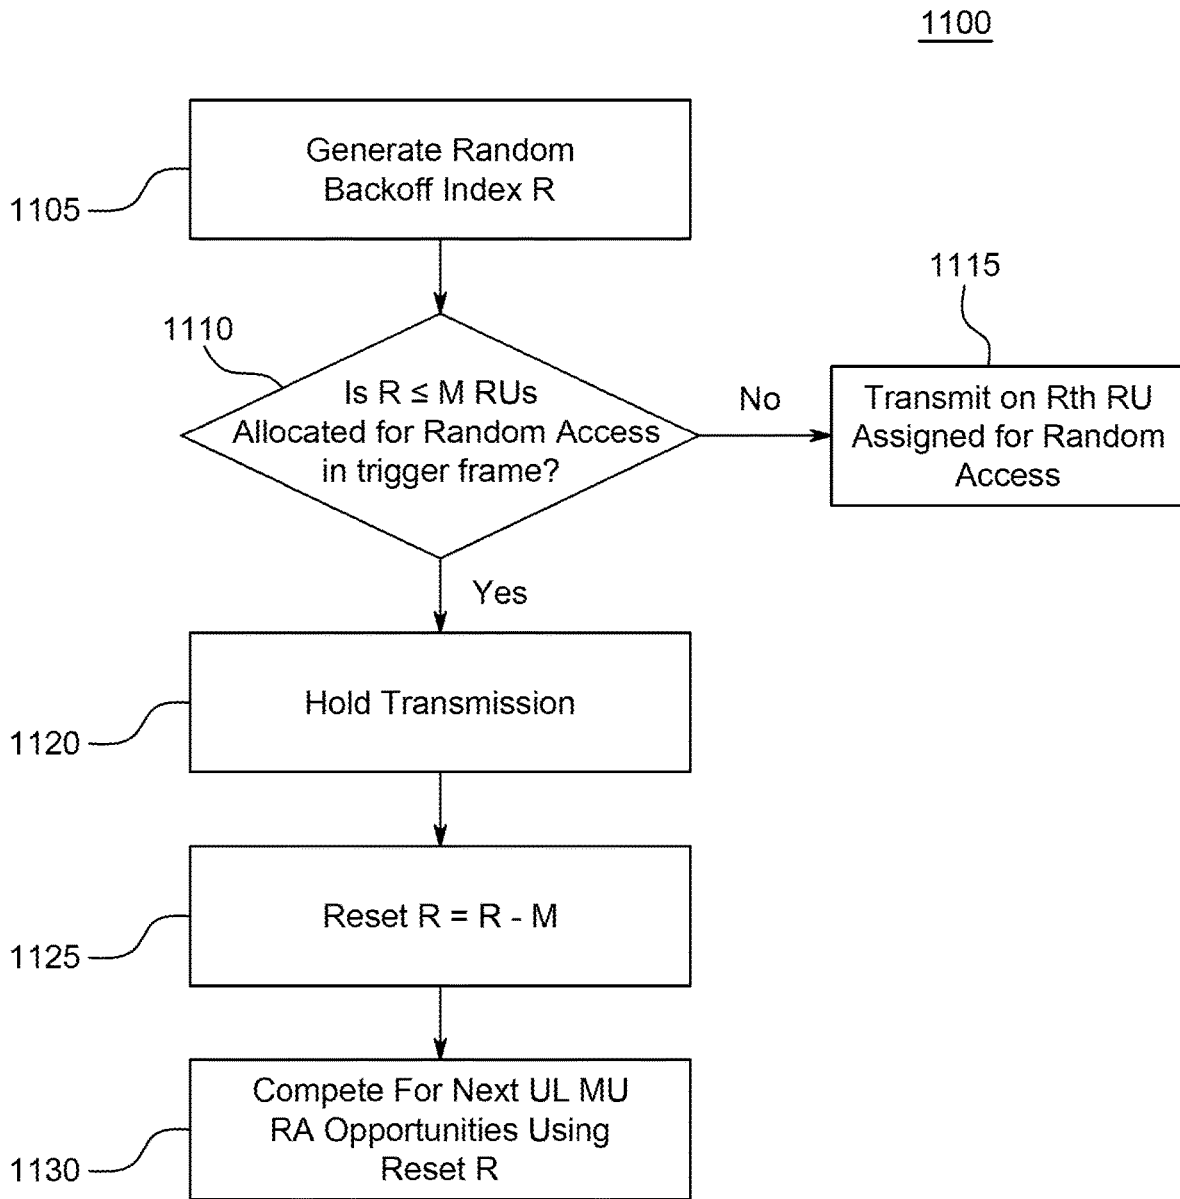 1100
Generate Random
Backoff Index R
1105
1115
1110
Is R ≤ M RUs
Allocated for Random Access
in trigger frame?
No
Transmit on Rth RU
Assigned for Random
Access
Yes
Hold Transmission
1120
Reset R = R - M
1125
Compete For Next UL MU
RA Opportunities Using
Reset R
1130